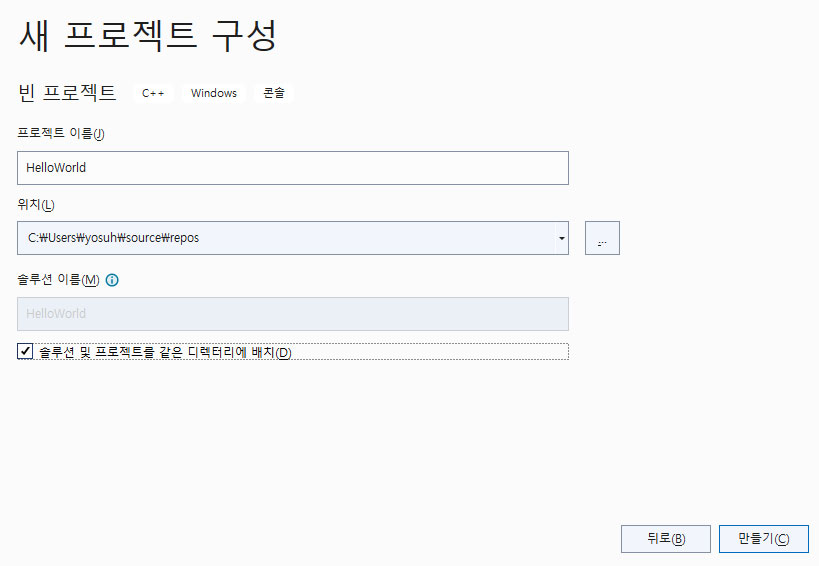 새 프로젝트 구성
빈 프로젝트 C++ Windows 콘솔
프로젝트 이름(J)
HelloWorld
위치(L)
C:₩Users₩yosuh₩source₩repos
...
솔루션 이름(M)
HelloWorld
솔루션 및 프로젝트를 같은 디렉터리에 배치(D)
뒤로(B) 만들기(C)